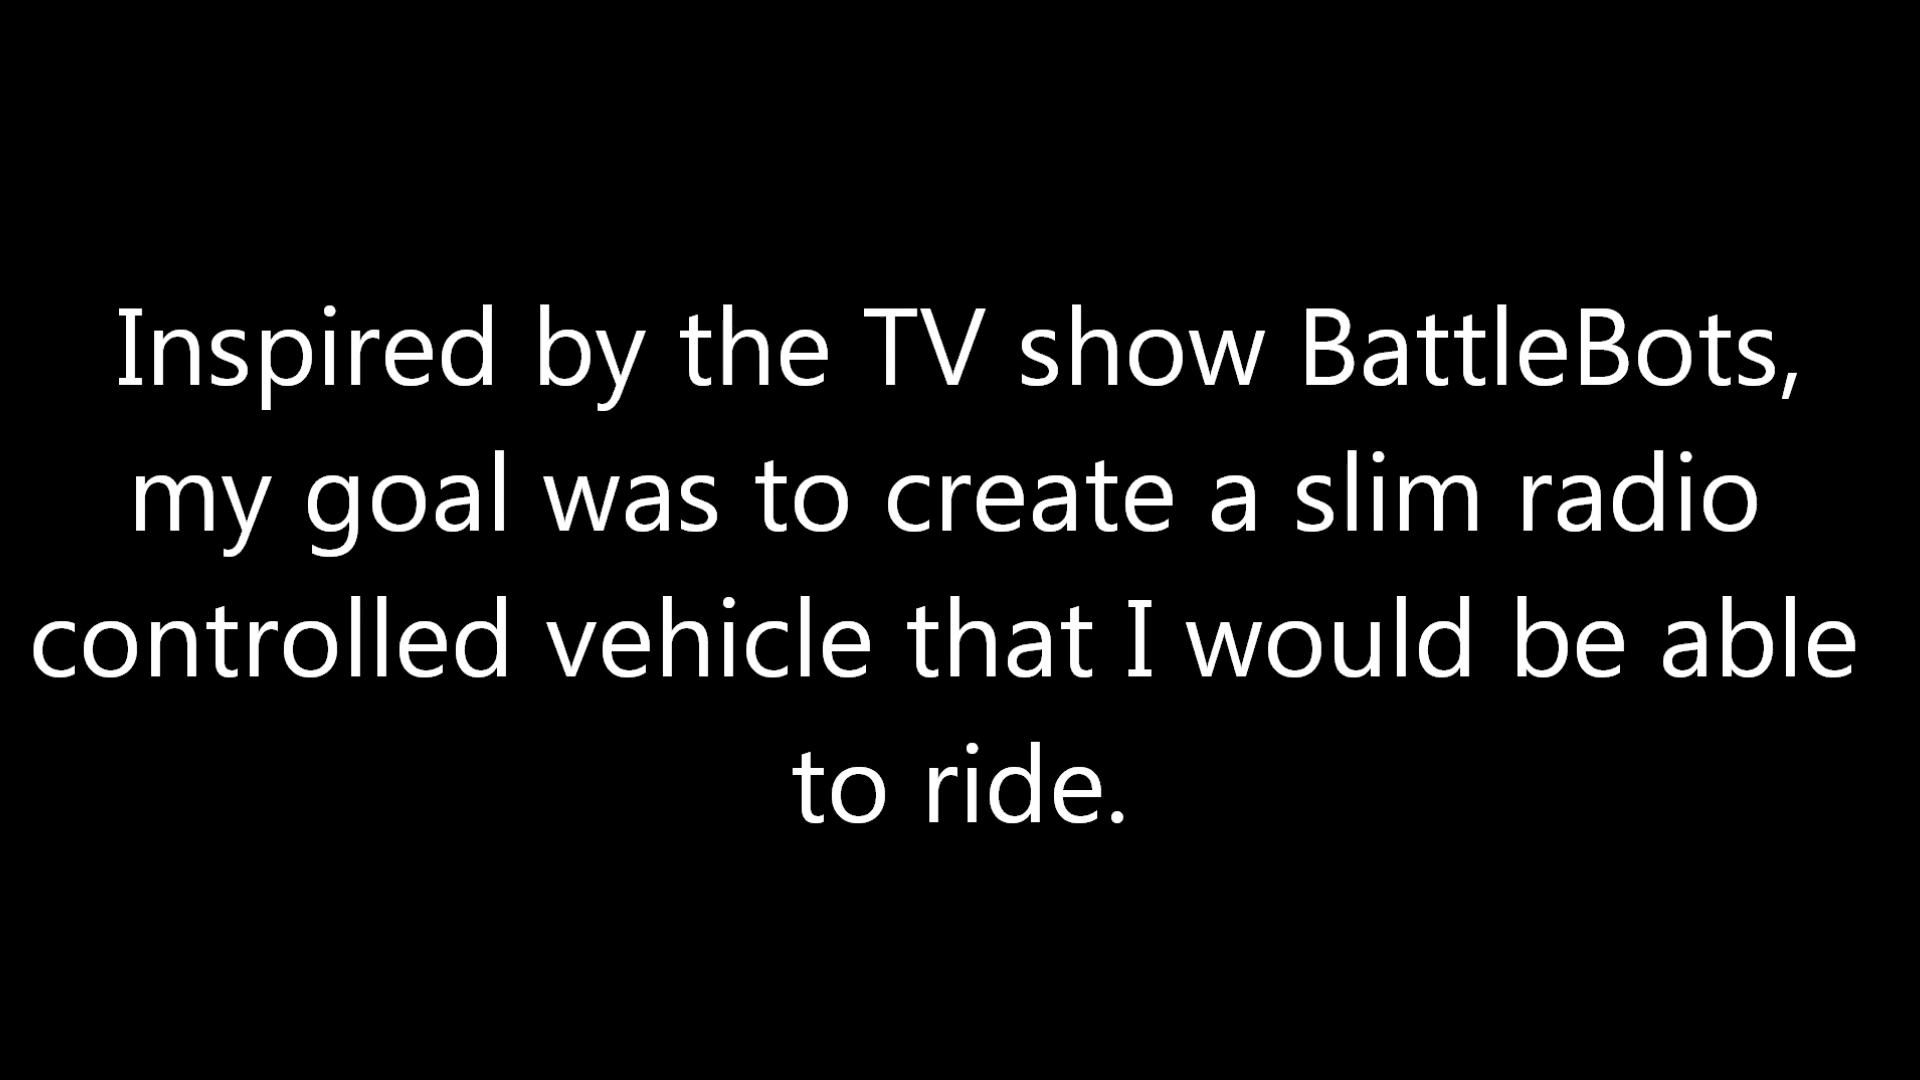 Inspired by the TV show BattleBots,
my goal was to create a slim radio
controlled vehicle that I would be able
to ride.